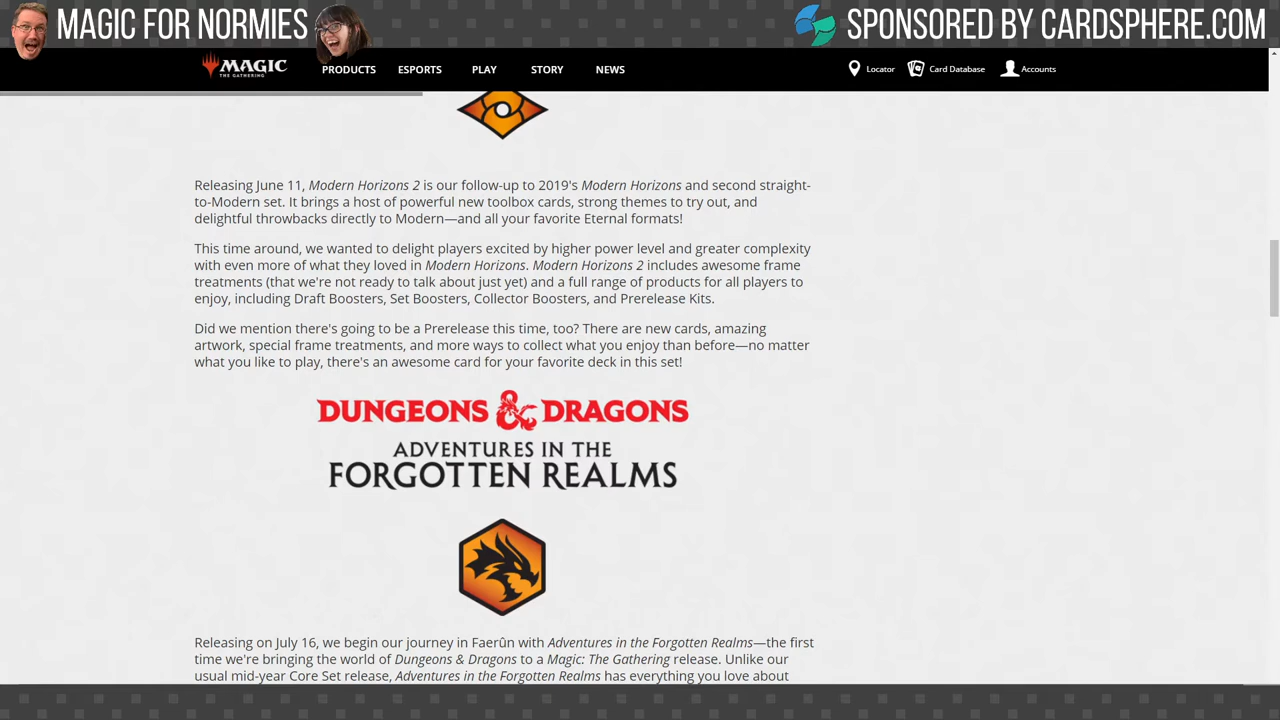 MAGIC FOR NORMIES
SPONSORED BY CARDSPHERE.COM
MAGIC
THE GATHERING
PRODUCTS ESPORTS PLAY STORY NEWS
Locator Card Database Accounts
Releasing June 11, Modern Horizons 2 is our follow-up to 2019's Modern Horizons and second straight-
to-Modern set. It brings a host of powerful new toolbox cards, strong themes to try out, and
delightful throwbacks directly to Modern—and all your favorite Eternal formats!
This time around, we wanted to delight players excited by higher power level and greater complexity
with even more of what they loved in Modern Horizons. Modern Horizons 2 includes awesome frame
treatments (that we're not ready to talk about just yet) and a full range of products for all players to
enjoy, including Draft Boosters, Set Boosters, Collector Boosters, and Prerelease Kits.
Did we mention there's going to be a Prerelease this time, too? There are new cards, amazing
artwork, special frame treatments, and more ways to collect what you enjoy than before—no matter
what you like to play, there's an awesome card for your favorite deck in this set!
DUNGEONS & DRAGONS
ADVENTURES IN THE
FORGOTTEN REALMS
Releasing on July 16, we begin our journey in Faerûn with Adventures in the Forgotten Realms—the first
time we're bringing the world of Dungeons & Dragons to a Magic: The Gathering release. Unlike our
usual mid-year Core Set release, Adventures in the Forgotten Realms has everything you love about